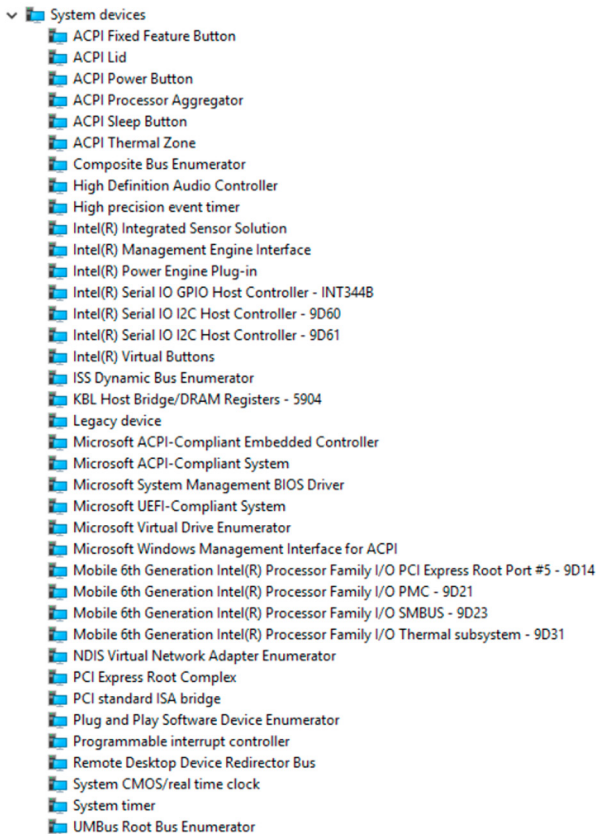 System devices
ACPI Fixed Feature Button
ACPI Lid
ACPI Power Button
ACPI Processor Aggregator
ACPI Sleep Button
ACPI Thermal Zone
Composite Bus Enumerator
High Definition Audio Controller
High precision event timer
Intel(R) Integrated Sensor Solution
Intel(R) Management Engine Interface
Intel(R) Power Engine Plug-in
Intel(R) Serial IO GPIO Host Controller - INT344B
Intel(R) Serial IO I2C Host Controller - 9D60
Intel(R) Serial IO I2C Host Controller - 9D61
Intel(R) Virtual Buttons
ISS Dynamic Bus Enumerator
KBL Host Bridge/DRAM Registers - 5904
Legacy device
Microsoft ACPI-Compliant Embedded Controller
Microsoft ACPI-Compliant System
Microsoft System Management BIOS Driver
Microsoft UEFI-Compliant System
Microsoft Virtual Drive Enumerator
Microsoft Windows Management Interface for ACPI
Mobile 6th Generation Intel(R) Processor Family I/O PCI Express Root Port #5 - 9D14
Mobile 6th Generation Intel(R) Processor Family I/O PMC - 9D21
Mobile 6th Generation Intel(R) Processor Family I/O SMBUS - 9D23
Mobile 6th Generation Intel(R) Processor Family I/O Thermal subsystem - 9D31
NDIS Virtual Network Adapter Enumerator
PCI Express Root Complex
PCI standard ISA bridge
Plug and Play Software Device Enumerator
Programmable interrupt controller
Remote Desktop Device Redirector Bus
System CMOS/real time clock
System timer
UMBus Root Bus Enumerator